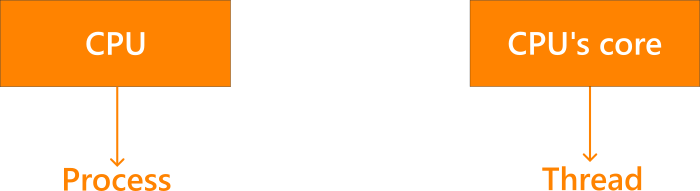 CPU
CPU's core
Process
Thread